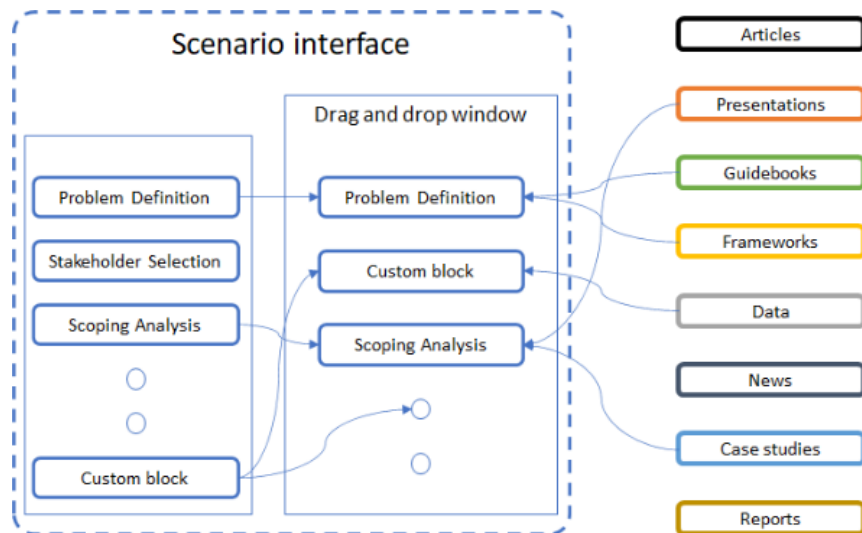 Scenario interface
Problem Definition
Stakeholder Selection
Scoping Analysis
Custom block
Drag and drop window
Problem Definition
Custom block
Scoping Analysis
Articles
Presentations
Guidebooks
Frameworks
Data
News
Case studies
Reports